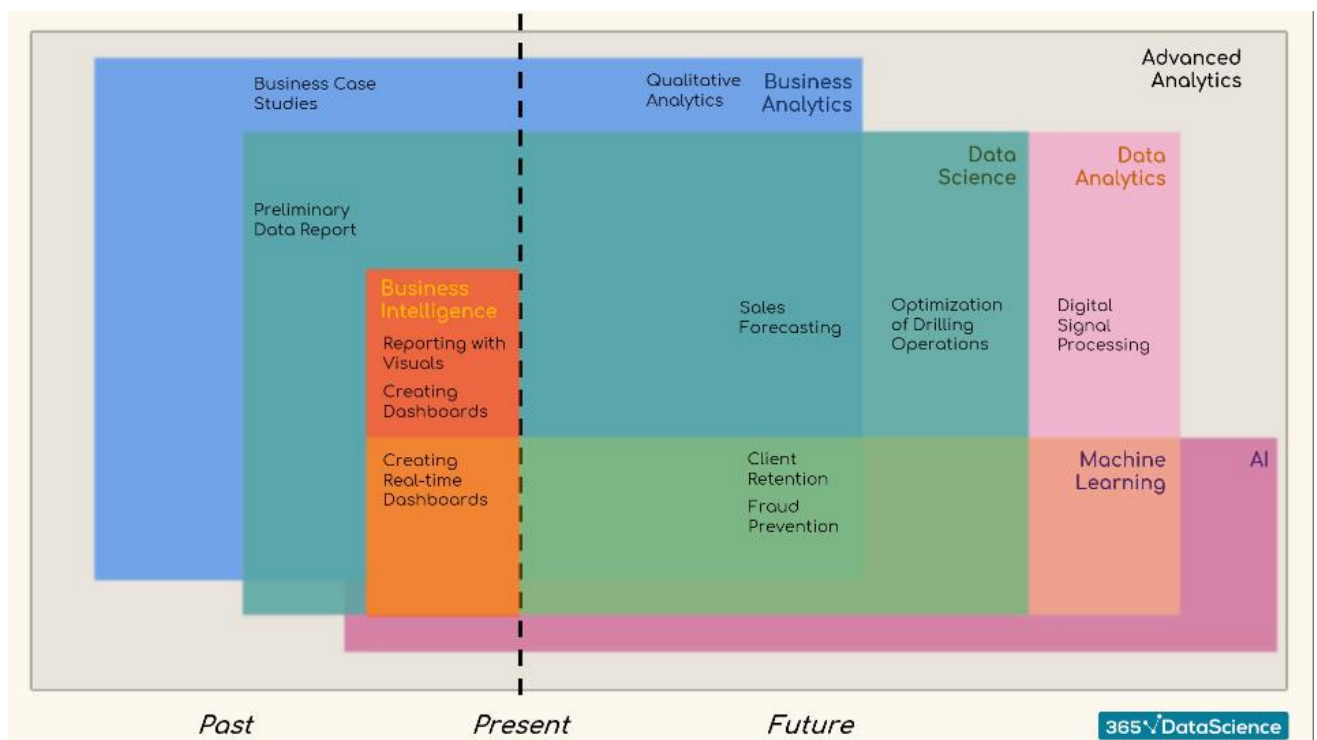 Advanced
Analytics
Business Case
Studies
Qualitative
Analytics
Business
Analytics
Data
Science
Data
Analytics
Preliminary
Data Report
Business
Intelligence
Reporting with
Visuals
Creating
Dashboards
Sales
Forecasting
Optimization
of Drilling
Operations
Digital
Signal
Processing
Creating
Real-time
Dashboards
Client
Retention
Fraud
Prevention
Machine
Learning
AI
Past
Present
Future
365 DataScience